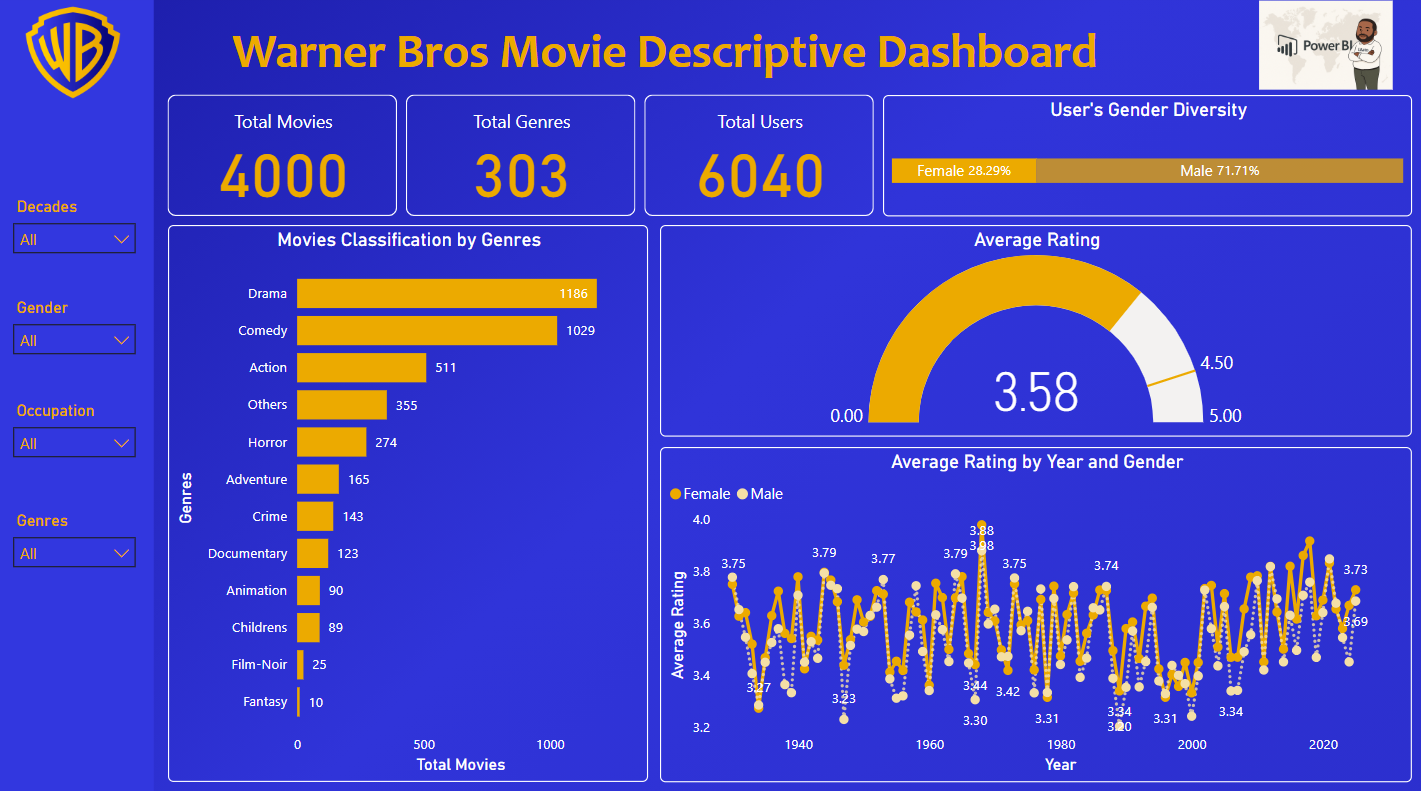 WB
Warner Bros Movie Descriptive Dashboard
Power BI
Decades
All
Gender
All
Occupation
All
Genres
All
Total Movies
4000
Total Genres
303
Total Users
6040
User's Gender Diversity
Female 28.29%
Male 71.71%
Movies Classification by Genres
Genres
Drama 1186
Comedy 1029
Action 511
Others 355
Horror 274
Adventure 165
Crime 143
Documentary 123
Animation 90
Childrens 89
Film-Noir 25
Fantasy 10
0 500 1000
Total Movies
Average Rating
4.50
3.58
0.00 5.00
Average Rating by Year and Gender
Female Male
Average Rating
4.0
3.8
3.6
3.4
3.2
3.75
3.27
3.79
3.23
3.77
3.79
3.88
3.98
3.44
3.30
3.75
3.42
3.31
3.74
3.34
3.20
3.31
3.34
3.73
3.69
1940 1960 1980 2000 2020
Year